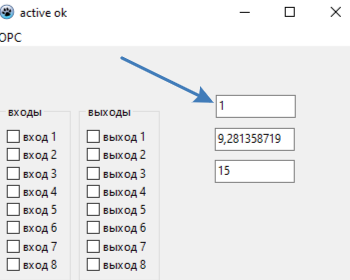 active ok
OPC
входы
выходы
1
вход 1
выход 1
9,281358719
вход 2
выход 2
вход 3
выход 3
15
вход 4
выход 4
вход 5
выход 5
вход 6
выход 6
вход 7
выход 7
вход 8
выход 8